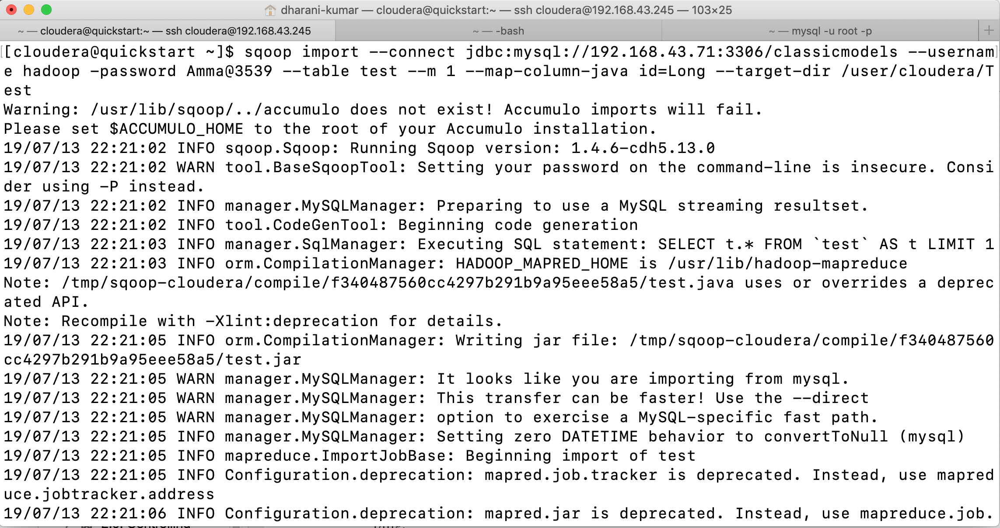 dharani-kumar — cloudera@quickstart:~ — ssh cloudera@192.168.43.245 — 103×25
~ — cloudera@quickstart:~ — ssh cloudera@192.168.43.245
~ — -bash
~ — mysql -u root -p
+
[[cloudera@quickstart ~]$ sqoop import --connect jdbc:mysql://192.168.43.71:3306/classicmodels --usernam]
e hadoop -password Amma@3539 --table test --m 1 --map-column-java id=Long --target-dir /user/cloudera/T
est
Warning: /usr/lib/sqoop/../accumulo does not exist! Accumulo imports will fail.
Please set $ACCUMULO_HOME to the root of your Accumulo installation.
19/07/13 22:21:02 INFO sqoop.Sqoop: Running Sqoop version: 1.4.6-cdh5.13.0
19/07/13 22:21:02 WARN tool.BaseSqoopTool: Setting your password on the command-line is insecure. Consi
der using -P instead.
19/07/13 22:21:02 INFO manager.MySQLManager: Preparing to use a MySQL streaming resultset.
19/07/13 22:21:02 INFO tool.CodeGenTool: Beginning code generation
19/07/13 22:21:03 INFO manager.SqlManager: Executing SQL statement: SELECT t.* FROM `test` AS t LIMIT 1
19/07/13 22:21:03 INFO orm.CompilationManager: HADOOP_MAPRED_HOME is /usr/lib/hadoop-mapreduce
Note: /tmp/sqoop-cloudera/compile/f340487560cc4297b291b9a95eee58a5/test.java uses or overrides a deprec
ated API.
Note: Recompile with -Xlint:deprecation for details.
19/07/13 22:21:05 INFO orm.CompilationManager: Writing jar file: /tmp/sqoop-cloudera/compile/f340487560
cc4297b291b9a95eee58a5/test.jar
19/07/13 22:21:05 WARN manager.MySQLManager: It looks like you are importing from mysql.
19/07/13 22:21:05 WARN manager.MySQLManager: This transfer can be faster! Use the --direct
19/07/13 22:21:05 WARN manager.MySQLManager: option to exercise a MySQL-specific fast path.
19/07/13 22:21:05 INFO manager.MySQLManager: Setting zero DATETIME behavior to convertToNull (mysql)
19/07/13 22:21:05 INFO mapreduce.ImportJobBase: Beginning import of test
19/07/13 22:21:05 INFO Configuration.deprecation: mapred.job.tracker is deprecated. Instead, use mapred
uce.jobtracker.address
19/07/13 22:21:06 INFO Configuration.deprecation: mapred.jar is deprecated. Instead, use mapreduce.job.